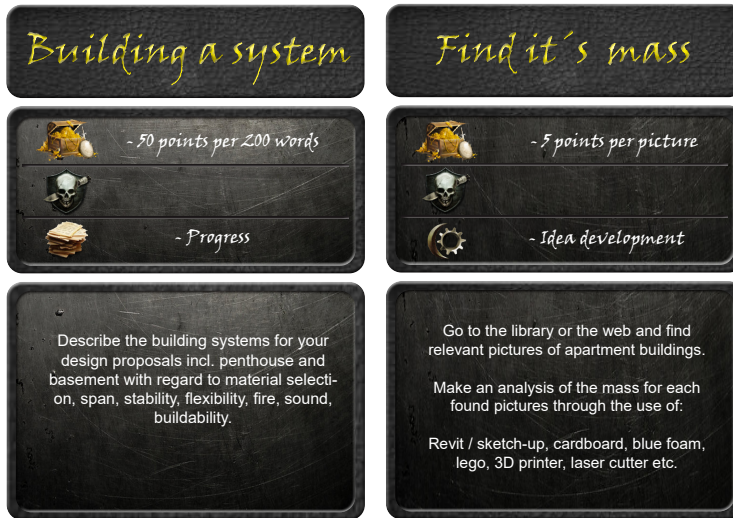 Building a system
- 50 points per 200 words
- Progress
Describe the building systems for your
design proposals incl. penthouse and
basement with regard to material selecti-
on, span, stability, flexibility, fire, sound,
buildability.
Find it´s mass
- 5 points per picture
- Idea development
Go to the library or the web and find
relevant pictures of apartment buildings.
Make an analysis of the mass for each
found pictures through the use of:
Revit / sketch-up, cardboard, blue foam,
lego, 3D printer, laser cutter etc.